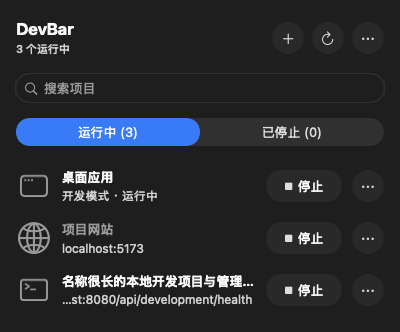 DevBar
3 个运行中
搜索项目
运行中 (3)
已停止 (0)
桌面应用
开发模式 · 运行中
停止
项目网站
localhost:5173
停止
名称很长的本地开发项目与管理...
...st:8080/api/development/health
停止